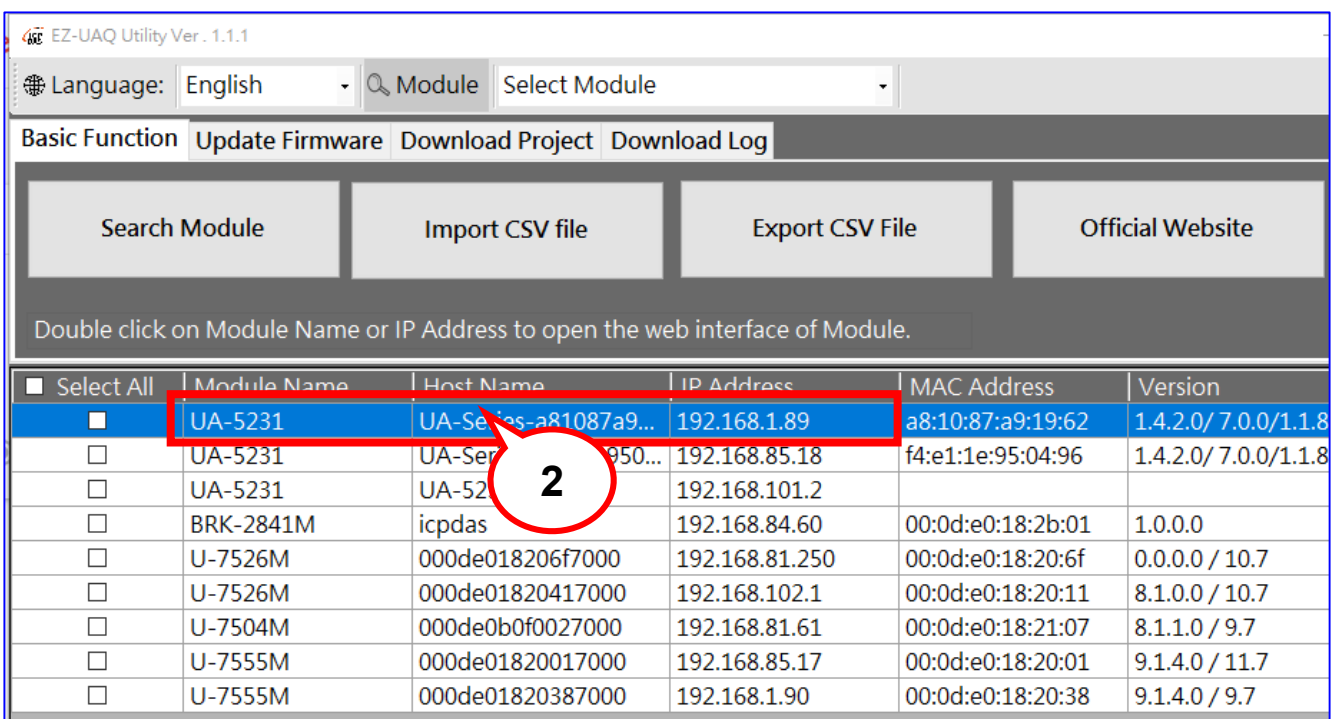 EZ-UAQ Utility Ver . 1.1.1
Language: English Module Select Module
Basic Function Update Firmware Download Project Download Log
Search Module Import CSV file Export CSV File Official Website
Double click on Module Name or IP Address to open the web interface of Module.
Select All Module Name Host Name IP Address MAC Address Version
UA-5231 UA-Series-a81087a9... 192.168.1.89 a8:10:87:a9:19:62 1.4.2.0/ 7.0.0/1.1.8
UA-5231 UA-Ser 950... 192.168.85.18 f4:e1:1e:95:04:96 1.4.2.0/ 7.0.0/1.1.8
2
UA-5231 UA-52 192.168.101.2
BRK-2841M icpdas 192.168.84.60 00:0d:e0:18:2b:01 1.0.0.0
U-7526M 000de018206f7000 192.168.81.250 00:0d:e0:18:20:6f 0.0.0.0 / 10.7
U-7526M 000de01820417000 192.168.102.1 00:0d:e0:18:20:11 8.1.0.0 / 10.7
U-7504M 000de0b0f0027000 192.168.81.61 00:0d:e0:18:21:07 8.1.1.0 / 9.7
U-7555M 000de01820017000 192.168.85.17 00:0d:e0:18:20:01 9.1.4.0 / 11.7
U-7555M 000de01820387000 192.168.1.90 00:0d:e0:18:20:38 9.1.4.0 / 9.7